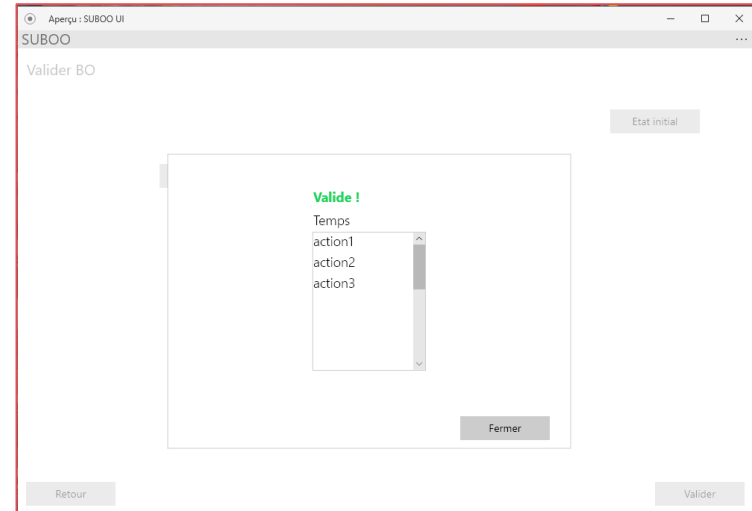 Aperçu : SUBOO UI
SUBOO
...
Valider BO
Etat initial
Valide !
Temps
action1
action2
action3
Fermer
Retour
Valider